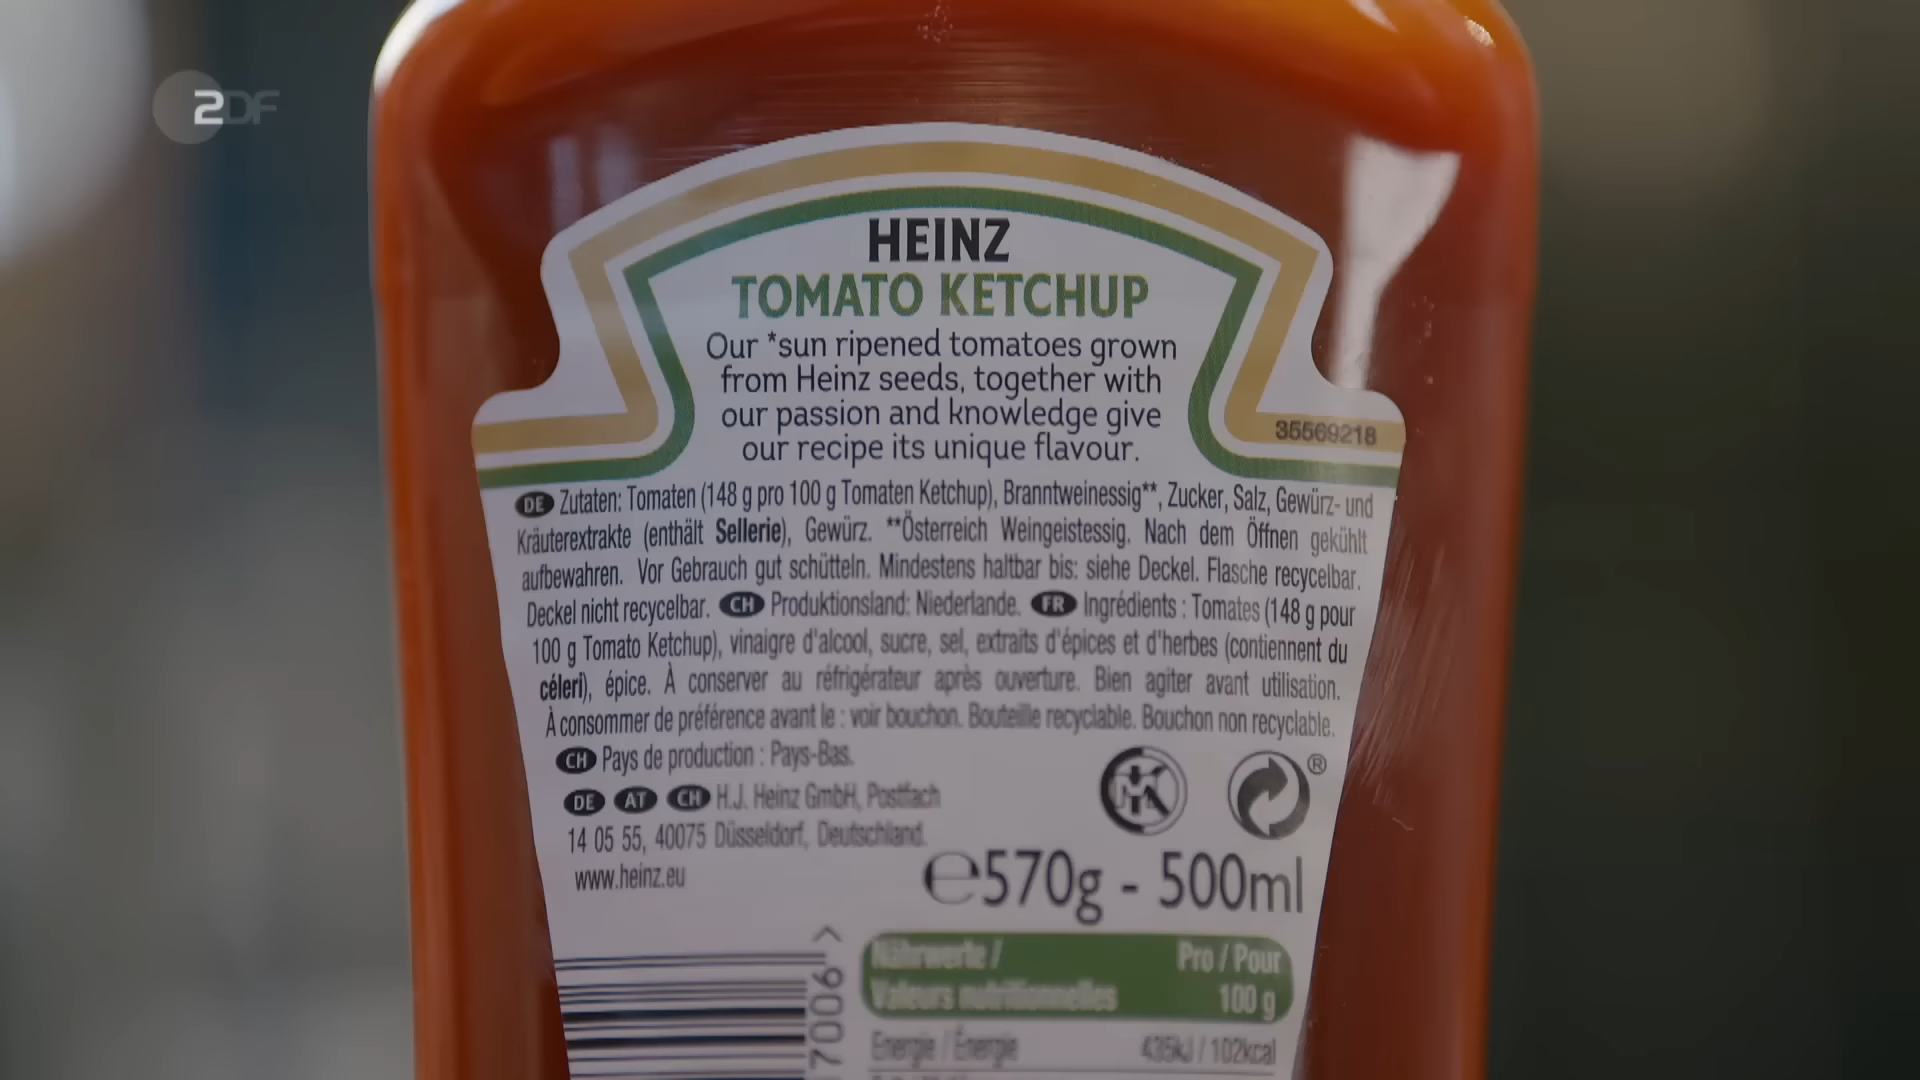 2DF
HEINZ
TOMATO KETCHUP
Our *sun ripened tomatoes grown
from Heinz seeds, together with
our passion and knowledge give
our recipe its unique flavour.
35569218
DE Zutaten: Tomaten (148 g pro 100 g Tomaten Ketchup), Branntweinessig**, Zucker, Salz, Gewürz- und
Kräuterextrakte (enthält Sellerie), Gewürz. **Österreich Weingeistessig. Nach dem Öffnen gekühlt
aufbewahren. Vor Gebrauch gut schütteln. Mindestens haltbar bis: siehe Deckel. Flasche recycelbar.
Deckel nicht recycelbar. CH Produktionsland: Niederlande. FR Ingrédients : Tomates (148 g pour
100 g Tomato Ketchup), vinaigre d'alcool, sucre, sel, extraits d'épices et d'herbes (contiennent du
céleri), épice. À conserver au réfrigérateur après ouverture. Bien agiter avant utilisation.
À consommer de préférence avant le : voir bouchon. Bouteille recyclable. Bouchon non recyclable.
CH Pays de production : Pays-Bas.
DE AT CH H.J. Heinz GmbH, Postfach
14 05 55, 40075 Düsseldorf, Deutschland.
www.heinz.eu
K
®
℮570g - 500ml
7006 >
Nährwerte / Pro / Pour
Valeurs nutritionnelles 100 g
Energie / Énergie 435kJ / 102kcal